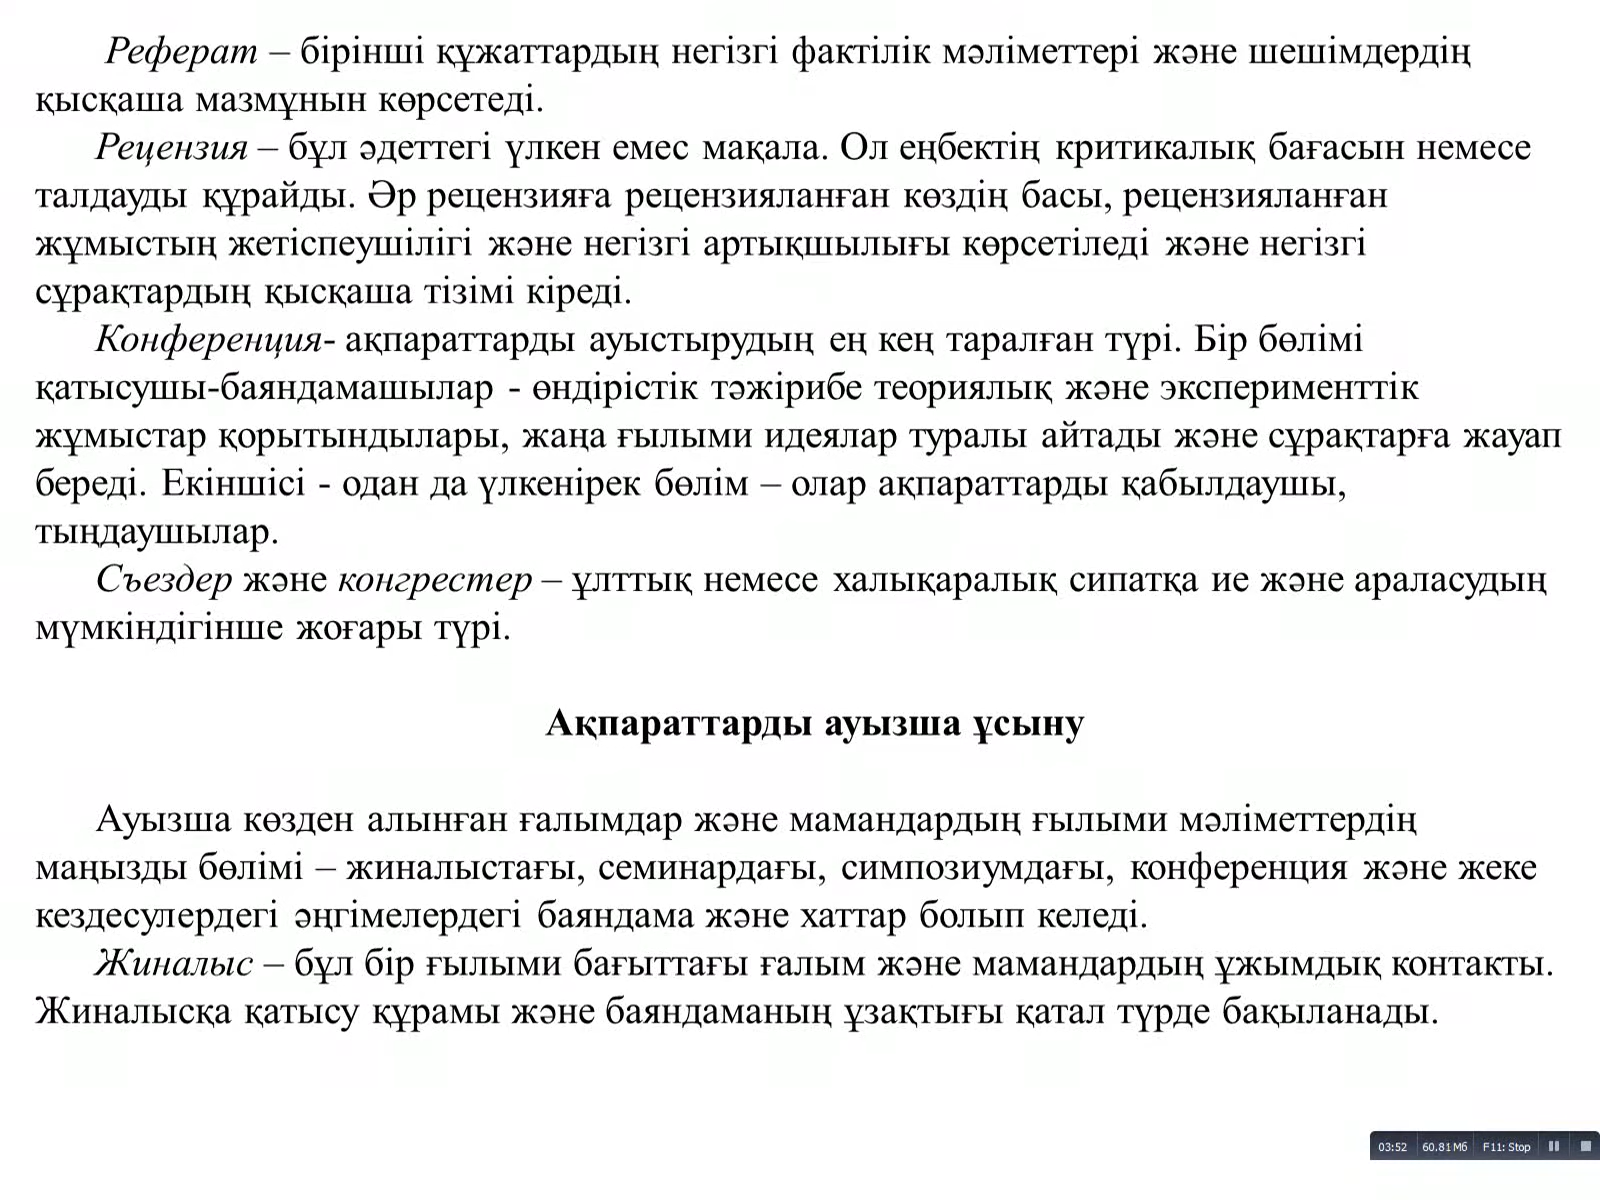 Реферат – бірінші құжаттардың негізгі фактілік мәліметтері және шешімдердің
қысқаша мазмұнын көрсетеді.
Рецензия – бұл әдеттегі үлкен емес мақала. Ол еңбектің критикалық бағасын немесе
талдауды құрайды. Әр рецензияға рецензияланған көздің басы, рецензияланған
жұмыстың жетіспеушілігі және негізгі артықшылығы көрсетіледі және негізгі
сұрақтардың қысқаша тізімі кіреді.
Конференция- ақпараттарды ауыстырудың ең кең таралған түрі. Бір бөлімі
қатысушы-баяндамашылар - өндірістік тәжірибе теориялық және эксперименттік
жұмыстар қорытындылары, жаңа ғылыми идеялар туралы айтады және сұрақтарға жауап
береді. Екіншісі - одан да үлкенірек бөлім – олар ақпараттарды қабылдаушы,
тыңдаушылар.
Съездер және конгрестер – ұлттық немесе халықаралық сипатқа ие және араласудың
мүмкіндігінше жоғары түрі.
Ақпараттарды ауызша ұсыну
Ауызша көзден алынған ғалымдар және мамандардың ғылыми мәліметтердің
маңызды бөлімі – жиналыстағы, семинардағы, симпозиумдағы, конференция және жеке
кездесулердегі әңгімелердегі баяндама және хаттар болып келеді.
Жиналыс – бұл бір ғылыми бағыттағы ғалым және мамандардың ұжымдық контакты.
Жиналысқа қатысу құрамы және баяндаманың ұзақтығы қатал түрде бақыланады.
03:52 60.81 Мб F11: Stop